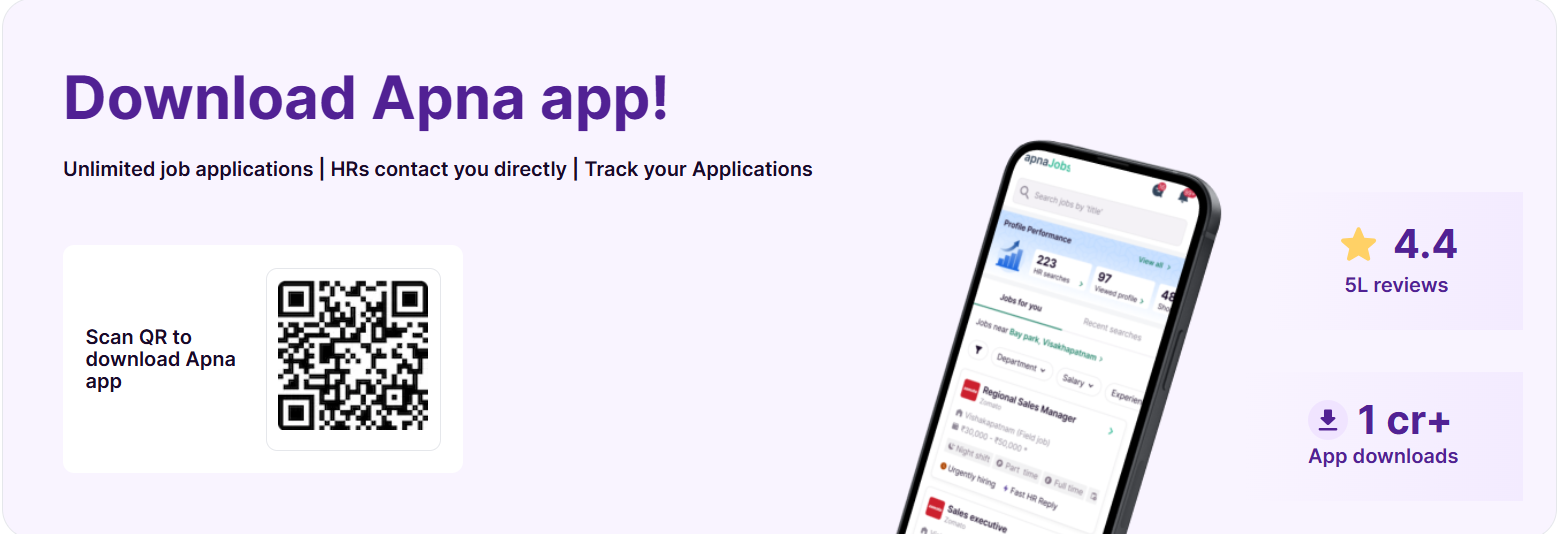 Download Apna app!
Unlimited job applications | HRs contact you directly | Track your Applications
Scan QR to
download Apna
app
apnaJobs
Search jobs by 'title'
Profile Performance
View all >
223
HR searches >
97
Viewed profile >
48
Sho
Jobs for you
Recent searches
Jobs near Bay park, Visakhapatnam >
Department
Salary
Experien
Regional Sales Manager
Zomato
Vishakapatnam (Field job)
₹30,000 - ₹50,000 *
Night shift
Part time
Full time
Urgently hiring
Fast HR Reply
Sales executive
Zomato
4.4
5L reviews
1 cr+
App downloads